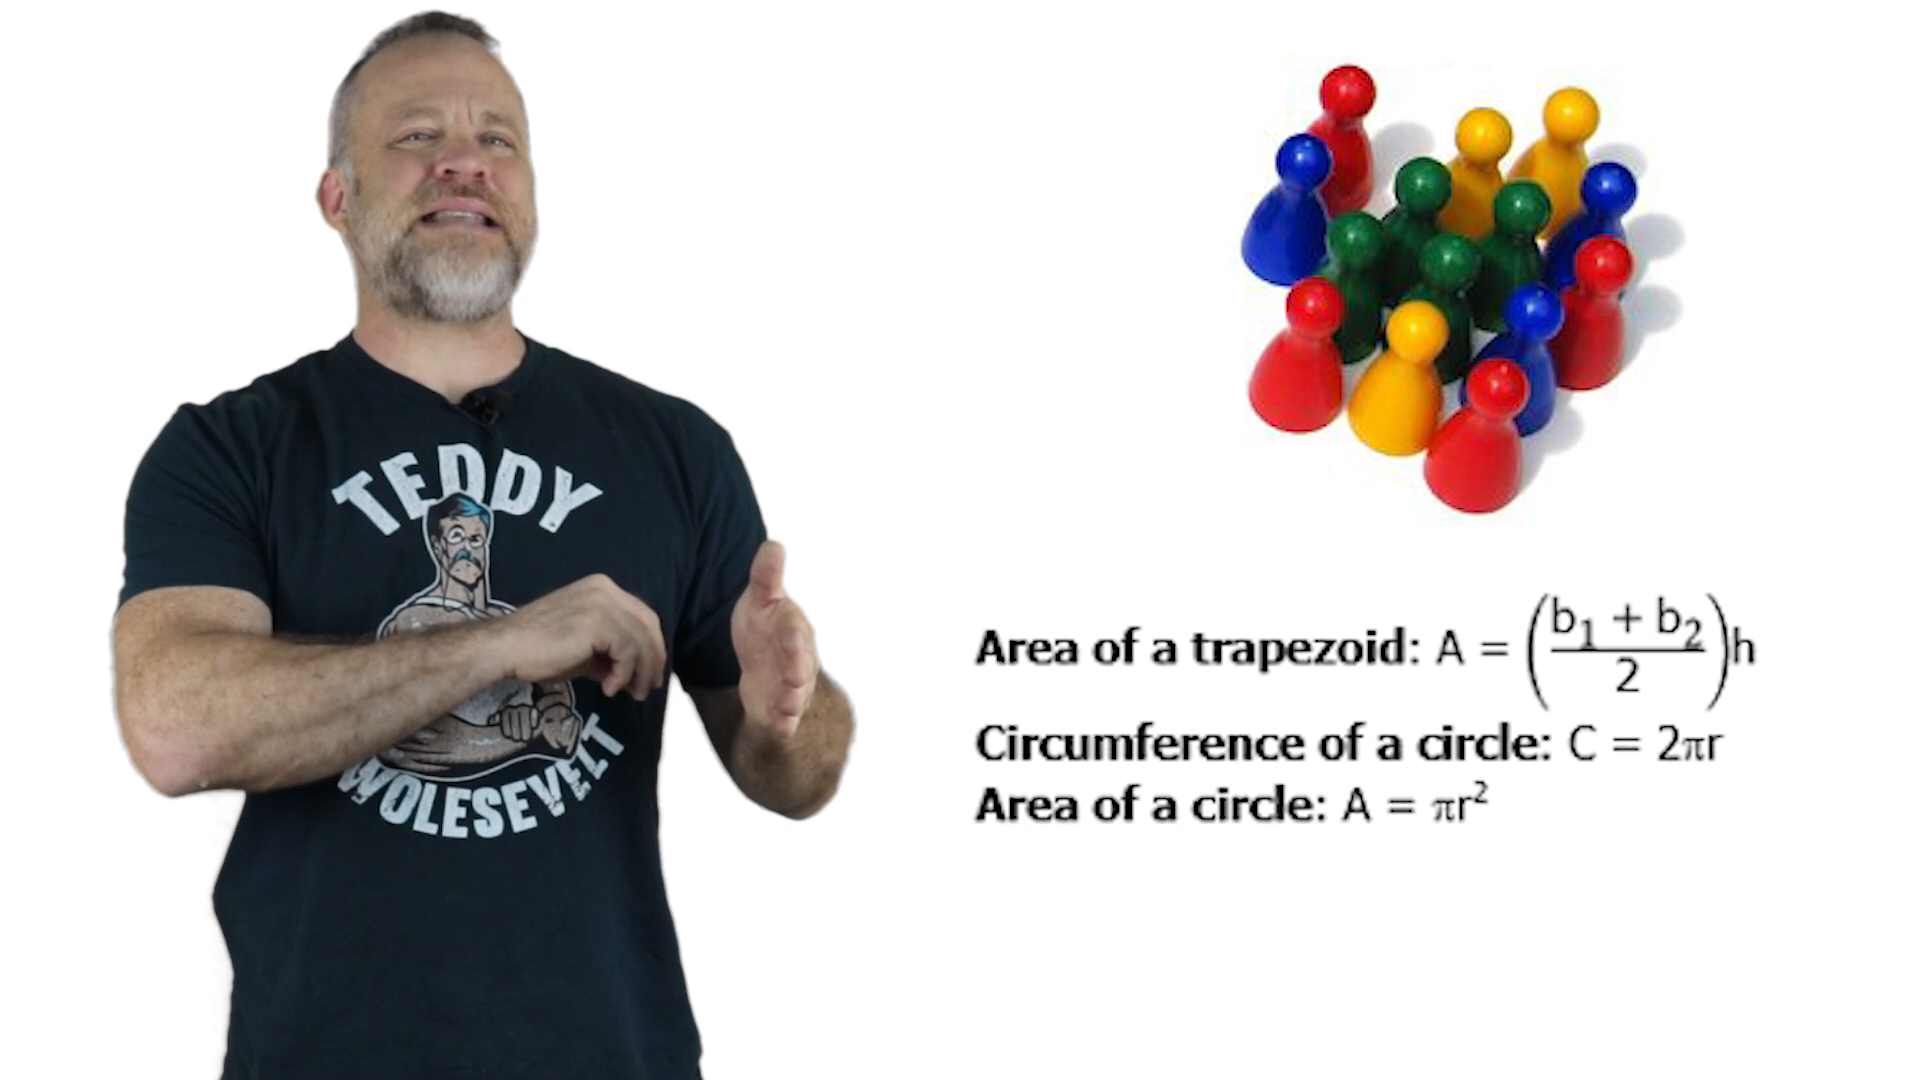 TEDDY
WOLESEVELT
Area of a trapezoid: A = (b₁ + b₂ / 2)h
Circumference of a circle: C = 2πr
Area of a circle: A = πr²